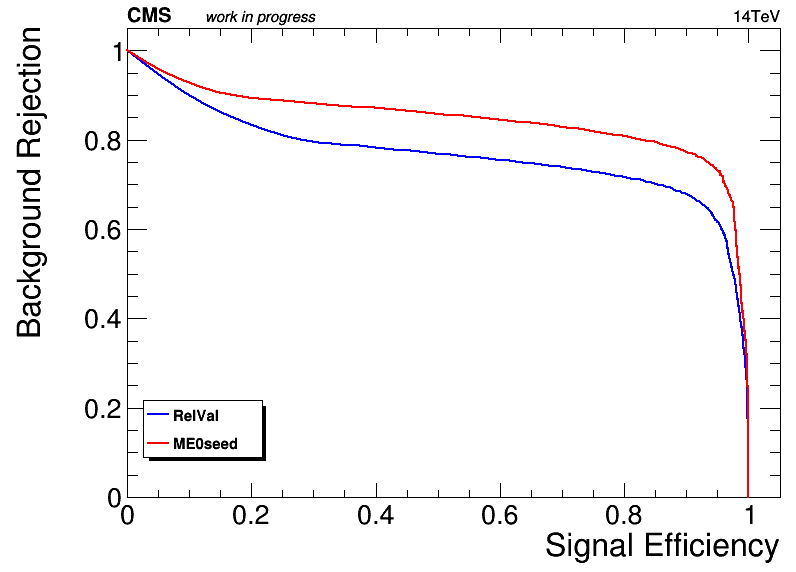 CMS work in progress 14TeV
Background Rejection
1
0.8
0.6
0.4
0.2
0
RelVal
ME0seed
0 0.2 0.4 0.6 0.8 1
Signal Efficiency